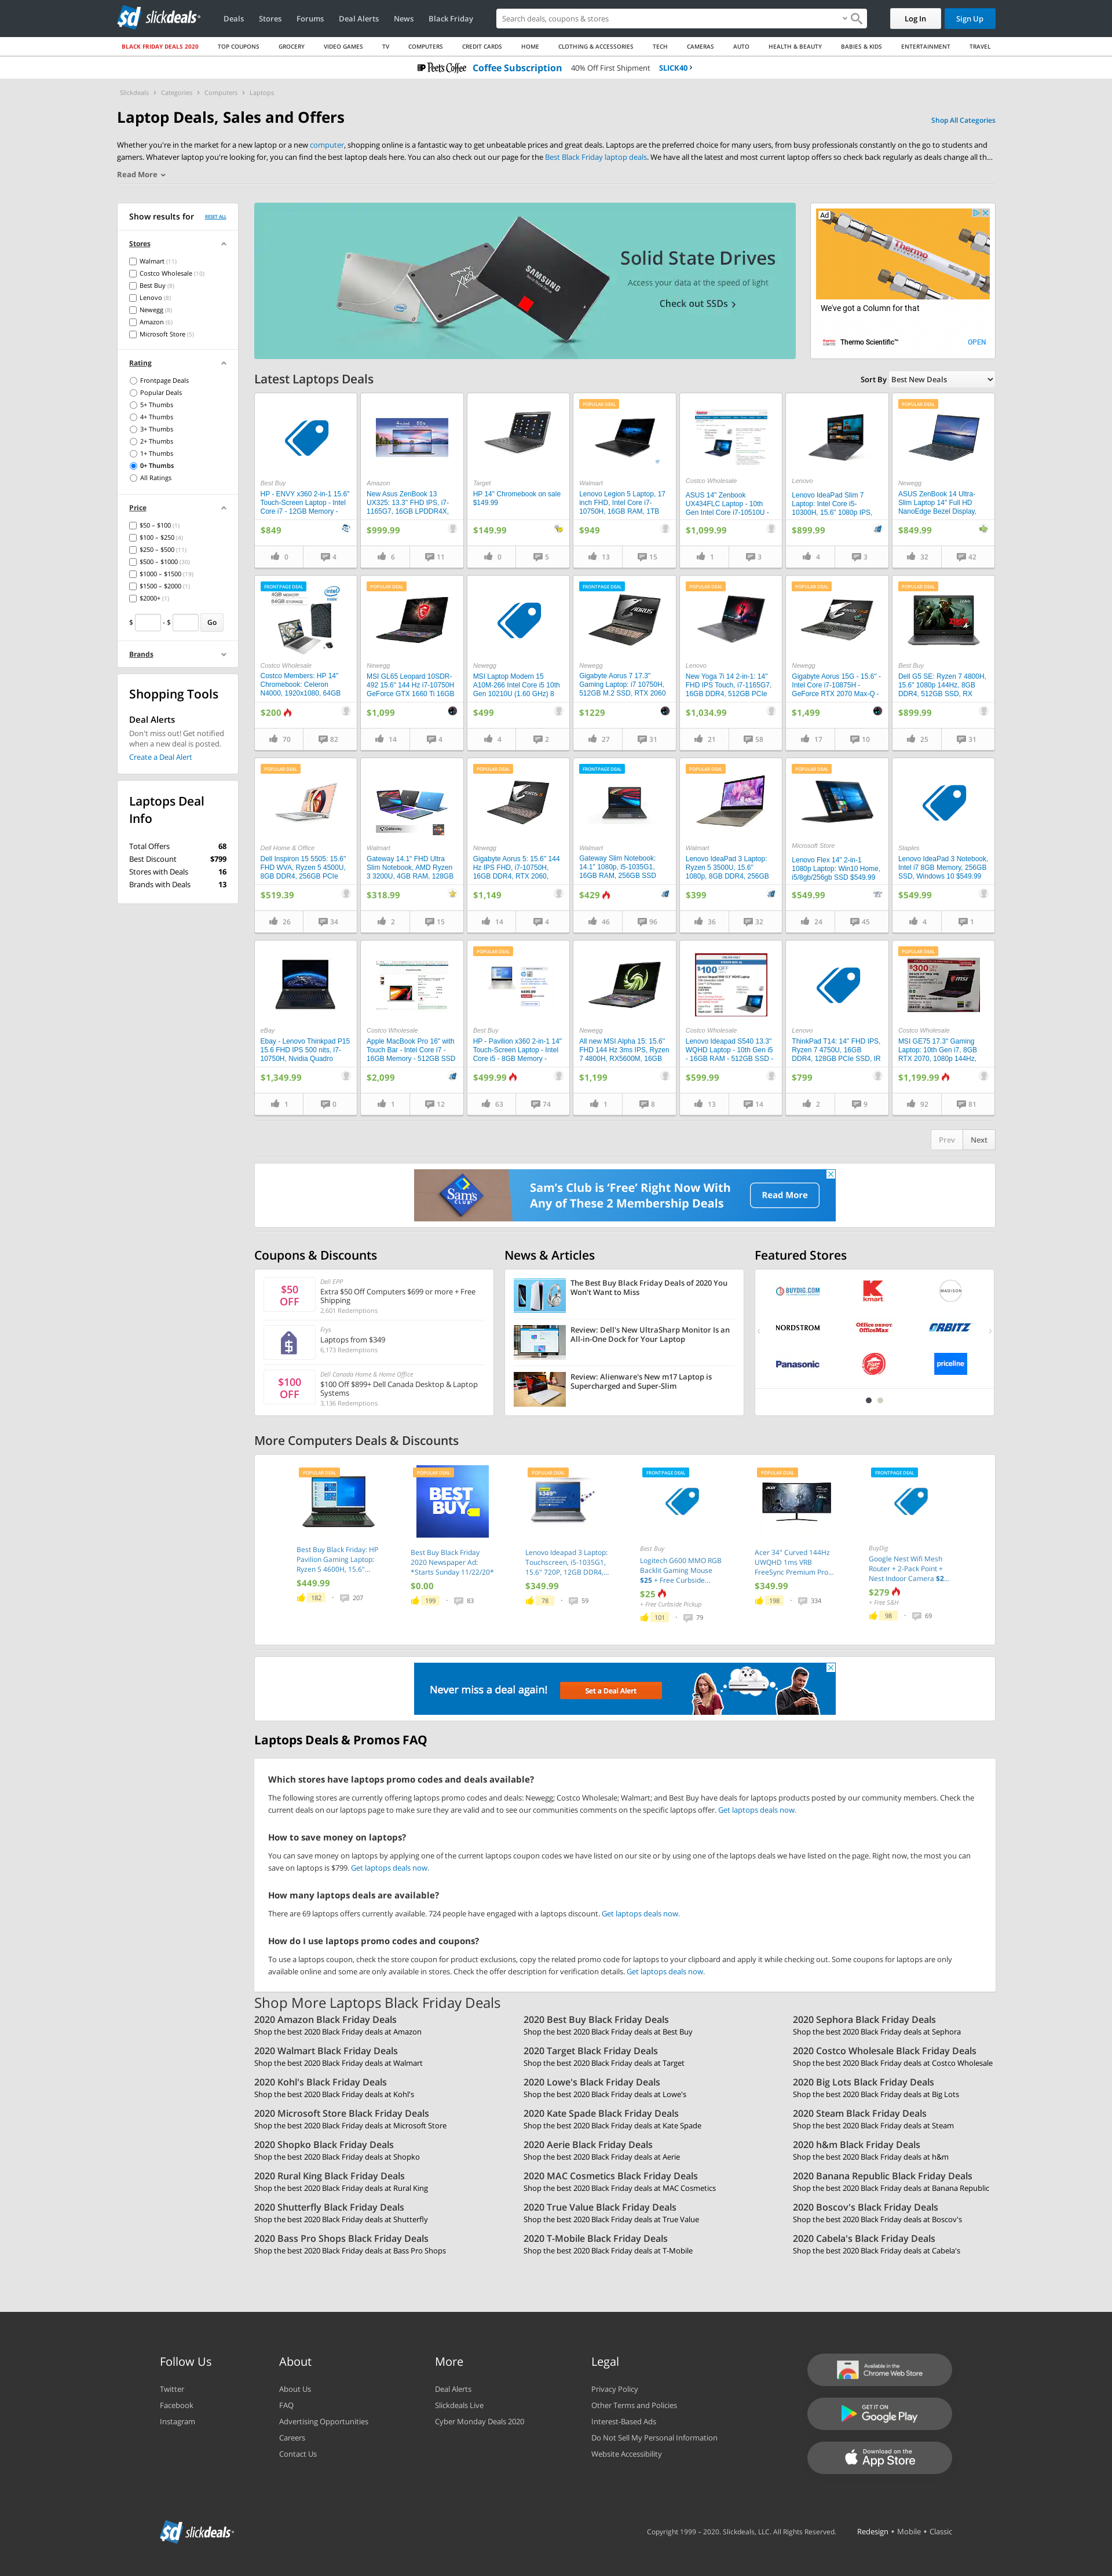 sd slickdeals
Deals Stores Forums Deal Alerts News Black Friday
Search deals, coupons & stores
Log In Sign Up
BLACK FRIDAY DEALS 2020 TOP COUPONS GROCERY VIDEO GAMES TV COMPUTERS CREDIT CARDS HOME CLOTHING & ACCESSORIES TECH CAMERAS AUTO HEALTH & BEAUTY BABIES & KIDS ENTERTAINMENT TRAVEL
Peet's Coffee Coffee Subscription 40% Off First Shipment SLICK40 ›
Slickdeals › Categories › Computers › Laptops
Laptop Deals, Sales and Offers
Shop All Categories
Whether you're in the market for a new laptop or a new computer, shopping online is a fantastic way to get unbeatable prices and great deals. Laptops are the preferred choice for many users, from busy professionals constantly on the go to students and
gamers. Whatever laptop you're looking for, you can find the best laptop deals here. You can also check out our page for the Best Black Friday laptop deals. We have all the latest and most current laptop offers so check back regularly as deals change all th...
Read More
Show results for RESET ALL
Stores
Walmart (11)
Costco Wholesale (10)
Best Buy (8)
Lenovo (8)
Newegg (8)
Amazon (6)
Microsoft Store (5)
Rating
Frontpage Deals
Popular Deals
5+ Thumbs
4+ Thumbs
3+ Thumbs
2+ Thumbs
1+ Thumbs
0+ Thumbs
All Ratings
Price
$50 – $100 (1)
$100 – $250 (4)
$250 – $500 (11)
$500 – $1000 (30)
$1000 – $1500 (19)
$1500 – $2000 (1)
$2000+ (1)
$ - $ Go
Brands
Shopping Tools
Deal Alerts
Don't miss out! Get notified
when a new deal is posted.
Create a Deal Alert
Laptops Deal
Info
Total Offers 68
Best Discount $799
Stores with Deals 16
Brands with Deals 13
SAMSUNG
Solid State Drives
Access your data at the speed of light
Check out SSDs ›
Ad
Thermo
We've got a Column for that
Thermo Scientific™ OPEN
Latest Laptops Deals
Sort By Best New Deals
Best Buy
HP - ENVY x360 2-in-1 15.6"
Touch-Screen Laptop - Intel
Core i7 - 12GB Memory -
$849
0 4
Amazon
New Asus ZenBook 13
UX325: 13.3" FHD IPS, i7-
1165G7, 16GB LPDDR4X,
$999.99
6 11
Target
HP 14" Chromebook on sale
$149.99
$149.99
0 5
POPULAR DEAL
Walmart
Lenovo Legion 5 Laptop, 17
inch FHD, Intel Core i7-
10750H, 16GB RAM, 1TB
$949
13 15
Costco Wholesale
ASUS 14" Zenbook
UX434FLC Laptop - 10th
Gen Intel Core i7-10510U -
$1,099.99
1 3
Lenovo
Lenovo IdeaPad Slim 7
Laptop: Intel Core i5-
10300H, 15.6" 1080p IPS,
$899.99
4 3
POPULAR DEAL
Newegg
ASUS ZenBook 14 Ultra-
Slim Laptop 14" Full HD
NanoEdge Bezel Display,
$849.99
32 42
FRONTPAGE DEAL
4GB MEMORY
64GB STORAGE
intel
Costco Wholesale
Costco Members: HP 14"
Chromebook: Celeron
N4000, 1920x1080, 64GB
$200
70 82
POPULAR DEAL
Newegg
MSI GL65 Leopard 10SDR-
492 15.6" 144 Hz i7-10750H
GeForce GTX 1660 Ti 16GB
$1,099
14 4
Newegg
MSI Laptop Modern 15
A10M-266 Intel Core i5 10th
Gen 10210U (1.60 GHz) 8
$499
4 2
FRONTPAGE DEAL
AORUS
Newegg
Gigabyte Aorus 7 17.3"
Gaming Laptop: i7 10750H,
512GB M.2 SSD, RTX 2060
$1229
27 31
POPULAR DEAL
Lenovo
New Yoga 7i 14 2-in-1: 14"
FHD IPS Touch, i7-1165G7,
16GB DDR4, 512GB PCIe
$1,034.99
21 58
POPULAR DEAL
Newegg
Gigabyte Aorus 15G - 15.6" -
Intel Core i7-10875H -
GeForce RTX 2070 Max-Q -
$1,499
17 10
POPULAR DEAL
Best Buy
Dell G5 SE: Ryzen 7 4800H,
15.6" 1080p 144Hz, 8GB
DDR4, 512GB SSD, RX
$899.99
25 31
POPULAR DEAL
Dell Home & Office
Dell Inspiron 15 5505: 15.6"
FHD WVA, Ryzen 5 4500U,
8GB DDR4, 256GB PCIe
$519.39
26 34
Gateway
Walmart
Gateway 14.1" FHD Ultra
Slim Notebook, AMD Ryzen
3 3200U, 4GB RAM, 128GB
$318.99
2 15
POPULAR DEAL
AORUS 5
Newegg
Gigabyte Aorus 5: 15.6" 144
Hz IPS FHD, i7-10750H,
16GB DDR4, RTX 2060,
$1,149
14 4
FRONTPAGE DEAL
Walmart
Gateway Slim Notebook:
14.1" 1080p, i5-1035G1,
16GB RAM, 256GB SSD
$429
46 96
POPULAR DEAL
Walmart
Lenovo IdeaPad 3 Laptop:
Ryzen 5 3500U, 15.6"
1080p, 8GB DDR4, 256GB
$399
36 32
POPULAR DEAL
Microsoft Store
Lenovo Flex 14" 2-in-1
1080p Laptop: Win10 Home,
i5/8gb/256gb SSD $549.99
$549.99
24 45
Staples
Lenovo IdeaPad 3 Notebook,
Intel i7 8GB Memory, 256GB
SSD, Windows 10 $549.99
$549.99
4 1
eBay
Ebay - Lenovo Thinkpad P15
15.6 FHD IPS 500 nits, i7-
10750H, Nvidia Quadro
$1,349.99
1 0
Costco Wholesale
Apple MacBook Pro 16" with
Touch Bar - Intel Core i7 -
16GB Memory - 512GB SSD
$2,099
1 12
POPULAR DEAL
Best Buy
HP - Pavilion x360 2-in-1 14"
Touch-Screen Laptop - Intel
Core i5 - 8GB Memory -
$499.99
63 74
Newegg
All new MSI Alpha 15: 15.6"
FHD 144 Hz 3ms IPS, Ryzen
7 4800H, RX5600M, 16GB
$1,199
1 8
$100 OFF
Costco Wholesale
Lenovo Ideapad S540 13.3"
WQHD Laptop - 10th Gen i5
- 16GB RAM - 512GB SSD -
$599.99
13 14
Lenovo
ThinkPad T14: 14" FHD IPS,
Ryzen 7 4750U, 16GB
DDR4, 128GB PCIe SSD, IR
$799
2 9
POPULAR DEAL
$300 OFF
Costco Wholesale
MSI GE75 17.3" Gaming
Laptop: 10th Gen i7, 8GB
RTX 2070, 1080p 144Hz,
$1,199.99
92 81
Prev Next
Sam's CLUB
Sam's Club is 'Free' Right Now With
Any of These 2 Membership Deals
Read More
Coupons & Discounts
$50
OFF
Dell EPP
Extra $50 Off Computers $699 or more + Free
Shipping
2,601 Redemptions
Frys
Laptops from $349
6,173 Redemptions
$100
OFF
Dell Canada Home & Home Office
$100 Off $899+ Dell Canada Desktop & Laptop
Systems
3,136 Redemptions
News & Articles
The Best Buy Black Friday Deals of 2020 You
Won't Want to Miss
Review: Dell's New UltraSharp Monitor Is an
All-in-One Dock for Your Laptop
Review: Alienware's New m17 Laptop is
Supercharged and Super-Slim
Featured Stores
BUYDIG.COM kmart MADISON
NORDSTROM Office DEPOT OfficeMax ORBITZ
Panasonic Pizza Hut priceline
More Computers Deals & Discounts
POPULAR DEAL
Best Buy Black Friday: HP
Pavilion Gaming Laptop:
Ryzen 5 4600H, 15.6"...
$449.99
182 · 207
POPULAR DEAL
BEST BUY
Best Buy Black Friday
2020 Newspaper Ad:
*Starts Sunday 11/22/20*
$0.00
199 · 83
POPULAR DEAL
Lenovo Ideapad 3 Laptop:
Touchscreen, i5-1035G1,
15.6" 720P, 12GB DDR4,...
$349.99
78 · 59
FRONTPAGE DEAL
Best Buy
Logitech G600 MMO RGB
Backlit Gaming Mouse
$25 + Free Curbside...
$25
+ Free Curbside Pickup
101 · 79
POPULAR DEAL
Acer 34" Curved 144Hz
UWQHD 1ms VRB
FreeSync Premium Pro...
$349.99
198 · 334
FRONTPAGE DEAL
BuyDig
Google Nest Wifi Mesh
Router + 2-Pack Point +
Nest Indoor Camera $2...
$279
+ Free S&H
98 · 69
Never miss a deal again! Set a Deal Alert
Laptops Deals & Promos FAQ
Which stores have laptops promo codes and deals available?
The following stores are currently offering laptops promo codes and deals: Newegg; Costco Wholesale; Walmart; and Best Buy have deals for laptops products posted by our community members. Check the
current deals on our laptops page to make sure they are valid and to see our communities comments on the specific laptops offer. Get laptops deals now.
How to save money on laptops?
You can save money on laptops by applying one of the current laptops coupon codes we have listed on our site or by using one of the laptops deals we have listed on the page. Right now, the most you can
save on laptops is $799. Get laptops deals now.
How many laptops deals are available?
There are 69 laptops offers currently available. 724 people have engaged with a laptops discount. Get laptops deals now.
How do I use laptops promo codes and coupons?
To use a laptops coupon, check the store coupon for product exclusions, copy the related promo code for laptops to your clipboard and apply it while checking out. Some coupons for laptops are only
available online and some are only available in stores. Check the offer description for verification details. Get laptops deals now.
Shop More Laptops Black Friday Deals
2020 Amazon Black Friday Deals
Shop the best 2020 Black Friday deals at Amazon
2020 Best Buy Black Friday Deals
Shop the best 2020 Black Friday deals at Best Buy
2020 Sephora Black Friday Deals
Shop the best 2020 Black Friday deals at Sephora
2020 Walmart Black Friday Deals
Shop the best 2020 Black Friday deals at Walmart
2020 Target Black Friday Deals
Shop the best 2020 Black Friday deals at Target
2020 Costco Wholesale Black Friday Deals
Shop the best 2020 Black Friday deals at Costco Wholesale
2020 Kohl's Black Friday Deals
Shop the best 2020 Black Friday deals at Kohl's
2020 Lowe's Black Friday Deals
Shop the best 2020 Black Friday deals at Lowe's
2020 Big Lots Black Friday Deals
Shop the best 2020 Black Friday deals at Big Lots
2020 Microsoft Store Black Friday Deals
Shop the best 2020 Black Friday deals at Microsoft Store
2020 Kate Spade Black Friday Deals
Shop the best 2020 Black Friday deals at Kate Spade
2020 Steam Black Friday Deals
Shop the best 2020 Black Friday deals at Steam
2020 Shopko Black Friday Deals
Shop the best 2020 Black Friday deals at Shopko
2020 Aerie Black Friday Deals
Shop the best 2020 Black Friday deals at Aerie
2020 h&m Black Friday Deals
Shop the best 2020 Black Friday deals at h&m
2020 Rural King Black Friday Deals
Shop the best 2020 Black Friday deals at Rural King
2020 MAC Cosmetics Black Friday Deals
Shop the best 2020 Black Friday deals at MAC Cosmetics
2020 Banana Republic Black Friday Deals
Shop the best 2020 Black Friday deals at Banana Republic
2020 Shutterfly Black Friday Deals
Shop the best 2020 Black Friday deals at Shutterfly
2020 True Value Black Friday Deals
Shop the best 2020 Black Friday deals at True Value
2020 Boscov's Black Friday Deals
Shop the best 2020 Black Friday deals at Boscov's
2020 Bass Pro Shops Black Friday Deals
Shop the best 2020 Black Friday deals at Bass Pro Shops
2020 T-Mobile Black Friday Deals
Shop the best 2020 Black Friday deals at T-Mobile
2020 Cabela's Black Friday Deals
Shop the best 2020 Black Friday deals at Cabela's
Follow Us
Twitter
Facebook
Instagram
About
About Us
FAQ
Advertising Opportunities
Careers
Contact Us
More
Deal Alerts
Slickdeals Live
Cyber Monday Deals 2020
Legal
Privacy Policy
Other Terms and Policies
Interest-Based Ads
Do Not Sell My Personal Information
Website Accessibility
Available in the
Chrome Web Store
GET IT ON
Google Play
Download on the
App Store
sd slickdeals
Copyright 1999 – 2020. Slickdeals, LLC. All Rights Reserved. Redesign • Mobile • Classic